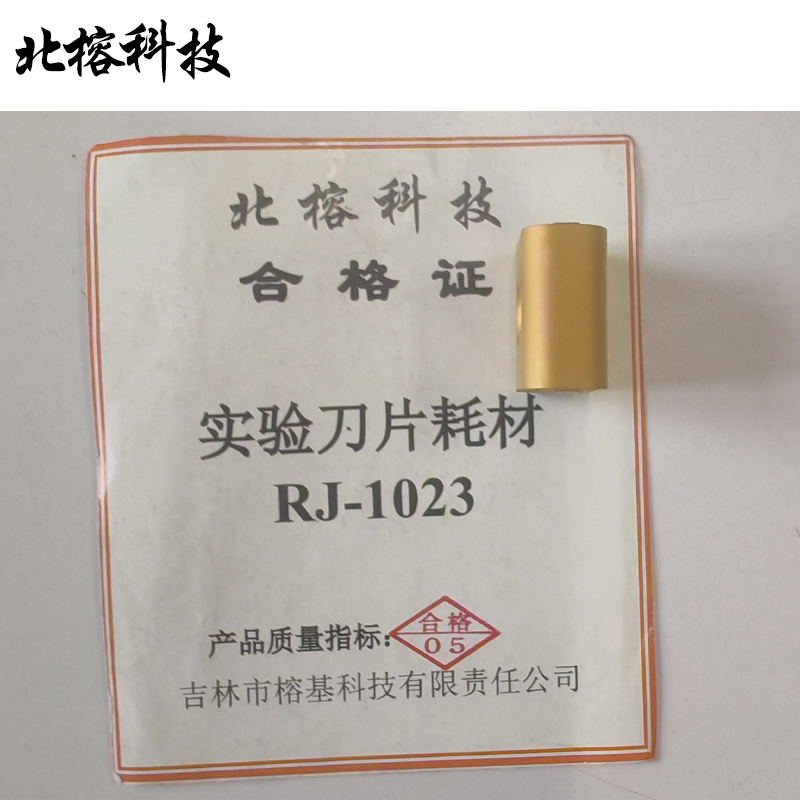 北榕科技
北榕科技
合格证
实验刀片耗材
RJ-1023
产品质量指标:
合格
05
吉林市榕基科技有限责任公司